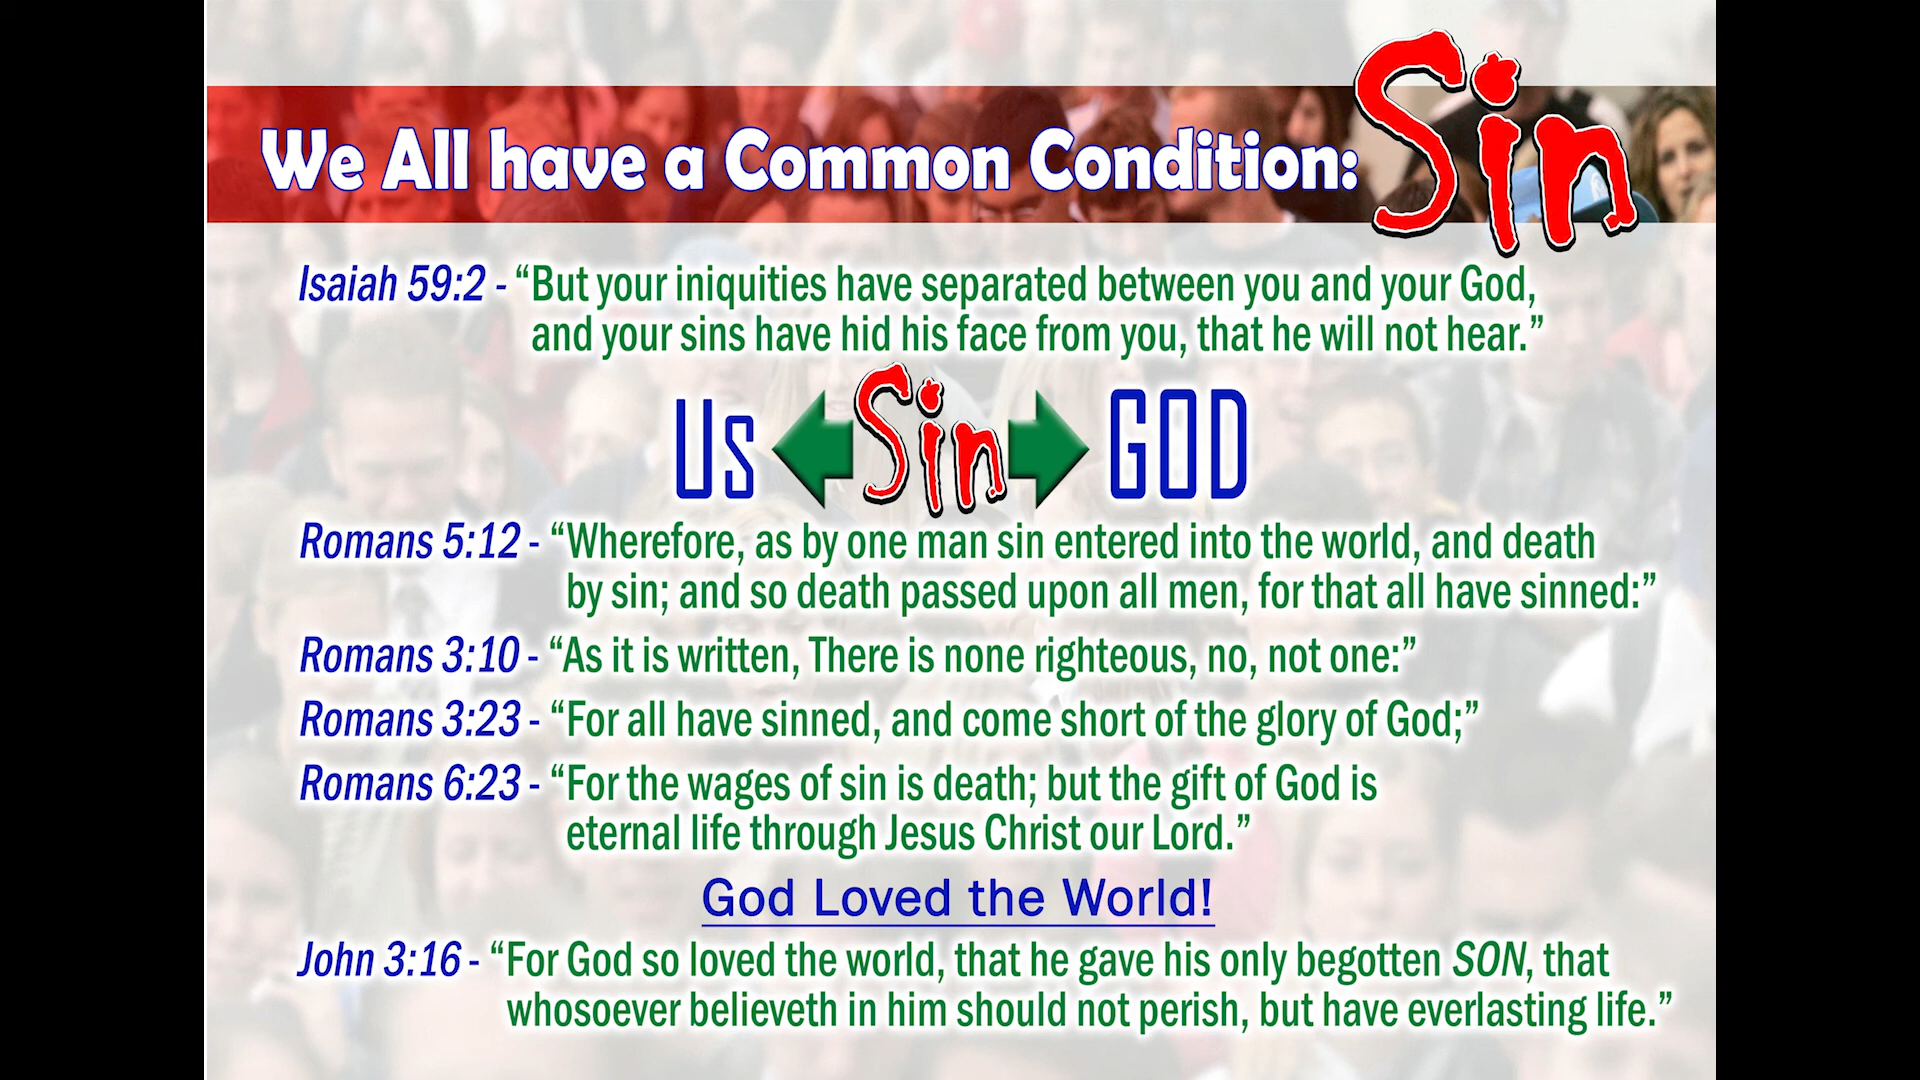 We All have a Common Condition: Sin
Isaiah 59:2 - “But your iniquities have separated between you and your God,
and your sins have hid his face from you, that he will not hear.”
Us Sin GOD
Romans 5:12 - “Wherefore, as by one man sin entered into the world, and death
by sin; and so death passed upon all men, for that all have sinned:”
Romans 3:10 - “As it is written, There is none righteous, no, not one:”
Romans 3:23 - “For all have sinned, and come short of the glory of God;”
Romans 6:23 - “For the wages of sin is death; but the gift of God is
eternal life through Jesus Christ our Lord.”
God Loved the World!
John 3:16 - “For God so loved the world, that he gave his only begotten SON, that
whosoever believeth in him should not perish, but have everlasting life.”